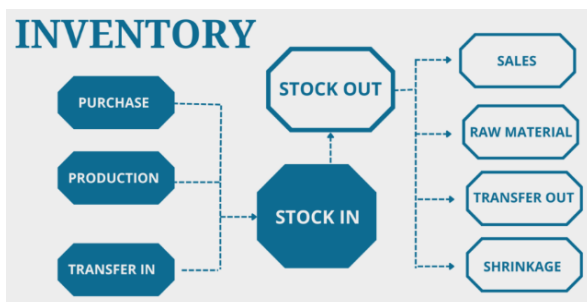 INVENTORY
PURCHASE
PRODUCTION
TRANSFER IN
STOCK IN
STOCK OUT
SALES
RAW MATERIAL
TRANSFER OUT
SHRINKAGE